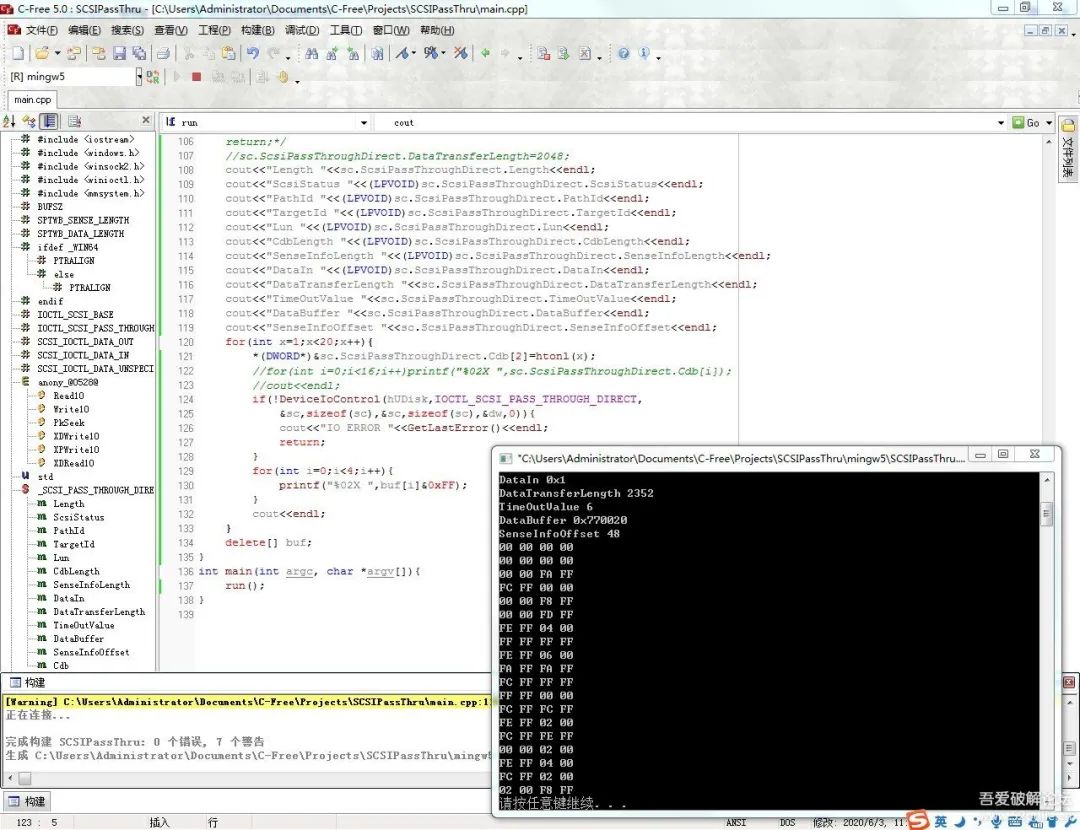 C-Free 5.0 : SCSIPassThru - [C:\Users\Administrator\Documents\C-Free\Projects\SCSIPassThru\main.cpp]
文件(F) 编辑(E) 搜索(S) 查看(V) 工程(P) 构建(B) 调试(D) 工具(T) 窗口(W) 帮助(H)
[R] mingw5
main.cpp
run
cout
Go
文件列表
#include <iostream>
#include <windows.h>
#include <winsock2.h>
#include <winioctl.h>
#include <mmsystem.h>
BUFSZ
SPTWB_SENSE_LENGTH
SPTWB_DATA_LENGTH
ifdef _WIN64
PTRALIGN
else
PTRALIGN
endif
IOCTL_SCSI_BASE
IOCTL_SCSI_PASS_THROUGH
SCSI_IOCTL_DATA_OUT
SCSI_IOCTL_DATA_IN
SCSI_IOCTL_DATA_UNSPECI
anony_@0528@
Read10
Write10
PkSeek
XDWrite10
XPWrite10
XDRead10
std
_SCSI_PASS_THROUGH_DIRE
Length
ScsiStatus
PathId
TargetId
Lun
CdbLength
SenseInfoLength
DataIn
DataTransferLength
TimeOutValue
DataBuffer
SenseInfoOffset
Cdb
106 return;*/
107 //sc.ScsiPassThroughDirect.DataTransferLength=2048;
108 cout<<"Length "<<sc.ScsiPassThroughDirect.Length<<endl;
109 cout<<"ScsiStatus "<<(LPVOID)sc.ScsiPassThroughDirect.ScsiStatus<<endl;
110 cout<<"PathId "<<(LPVOID)sc.ScsiPassThroughDirect.PathId<<endl;
111 cout<<"TargetId "<<(LPVOID)sc.ScsiPassThroughDirect.TargetId<<endl;
112 cout<<"Lun "<<(LPVOID)sc.ScsiPassThroughDirect.Lun<<endl;
113 cout<<"CdbLength "<<(LPVOID)sc.ScsiPassThroughDirect.CdbLength<<endl;
114 cout<<"SenseInfoLength "<<(LPVOID)sc.ScsiPassThroughDirect.SenseInfoLength<<endl;
115 cout<<"DataIn "<<(LPVOID)sc.ScsiPassThroughDirect.DataIn<<endl;
116 cout<<"DataTransferLength "<<sc.ScsiPassThroughDirect.DataTransferLength<<endl;
117 cout<<"TimeOutValue "<<sc.ScsiPassThroughDirect.TimeOutValue<<endl;
118 cout<<"DataBuffer "<<sc.ScsiPassThroughDirect.DataBuffer<<endl;
119 cout<<"SenseInfoOffset "<<sc.ScsiPassThroughDirect.SenseInfoOffset<<endl;
120 for(int x=1;x<20;x++){
121 *(DWORD*)&sc.ScsiPassThroughDirect.Cdb[2]=htonl(x);
122 //for(int i=0;i<16;i++)printf("%02X ",sc.ScsiPassThroughDirect.Cdb[i]);
123 //cout<<endl;
124 if(!DeviceIoControl(hUDisk,IOCTL_SCSI_PASS_THROUGH_DIRECT,
125 &sc,sizeof(sc),&sc,sizeof(sc),&dw,0)){
126 cout<<"IO ERROR "<<GetLastError()<<endl;
127 return;
128 }
129 for(int i=0;i<4;i++){
130 printf("%02X ",buf[i]&0xFF);
131 }
132 cout<<endl;
133 }
134 delete[] buf;
135 }
136 int main(int argc, char *argv[]){
137 run();
138 }
139
"C:\Users\Administrator\Documents\C-Free\Projects\SCSIPassThru\mingw5\SCSIPassThru....
DataIn 0x1
DataTransferLength 2352
TimeOutValue 6
DataBuffer 0x770020
SenseInfoOffset 48
00 00 00 00
00 00 00 00
00 00 FA FF
FC FF 00 00
00 00 F8 FF
00 00 FD FF
FE FF 04 00
FF FF FF FF
FE FF 06 00
FA FF FA FF
FC FF FF FF
FF FF 00 00
FC FF FC FF
FE FF 02 00
FC FF FE FF
00 00 02 00
FE FF 04 00
FC FF 02 00
02 00 F8 FF
请按任意键继续. . .
构建
[Warning] C:\Users\Administrator\Documents\C-Free\Projects\SCSIPassThru\main.cpp:1
正在连接...
完成构建 SCSIPassThru: 0 个错误, 7 个警告
生成 C:\Users\Administrator\Documents\C-Free\Projects\SCSIPassThru\mingw5
构建
123 : 5
插入
行
ANSI
DOS
修改: 2020/6/3, 11:
英
吾爱破解论坛